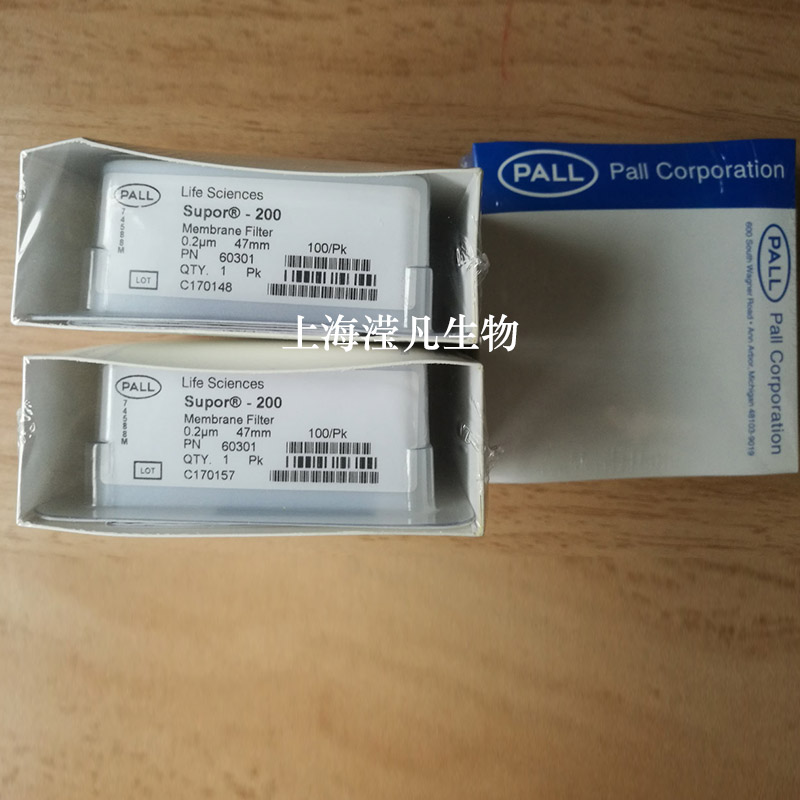 PALL
Life Sciences
Supor® - 200
Membrane Filter
0.2µm 47mm 100/Pk
PN 60301
QTY. 1 Pk
LOT C170148
74588M
PALL
Life Sciences
Supor® - 200
Membrane Filter
0.2µm 47mm 100/Pk
PN 60301
QTY. 1 Pk
LOT C170157
74588M
PALL Pall Corporation
PALL Pall Corporation
600 South Wagner Road • Ann Arbor, Michigan 48103-9019
上海滢凡生物